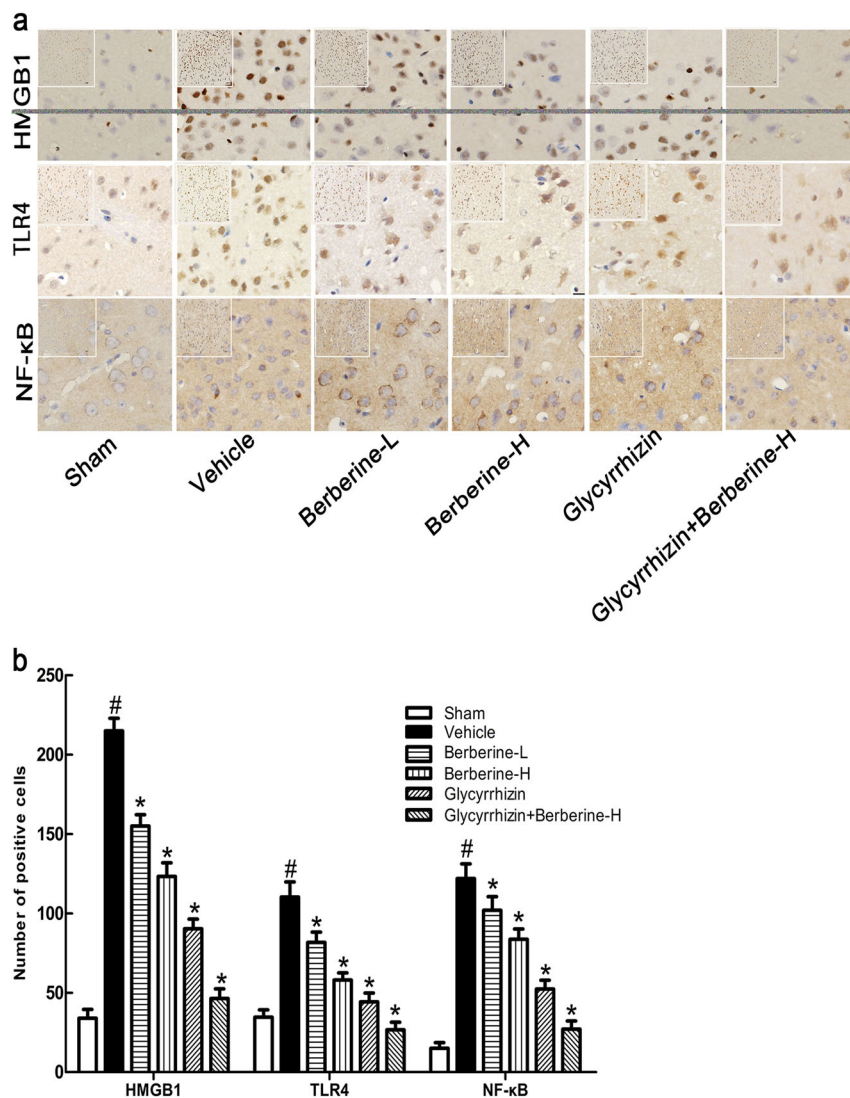 a
HMGB1
TLR4
NF-κB
Sham
Vehicle
Berberine-L
Berberine-H
Glycyrrhizin
Glycyrrhizin+Berberine-H
b
Number of positive cells
250
200
150
100
50
0
#
*
*
*
*
#
*
*
*
*
#
*
*
*
*
Sham
Vehicle
Berberine-L
Berberine-H
Glycyrrhizin
Glycyrrhizin+Berberine-H
HMGB1 TLR4 NF-κB